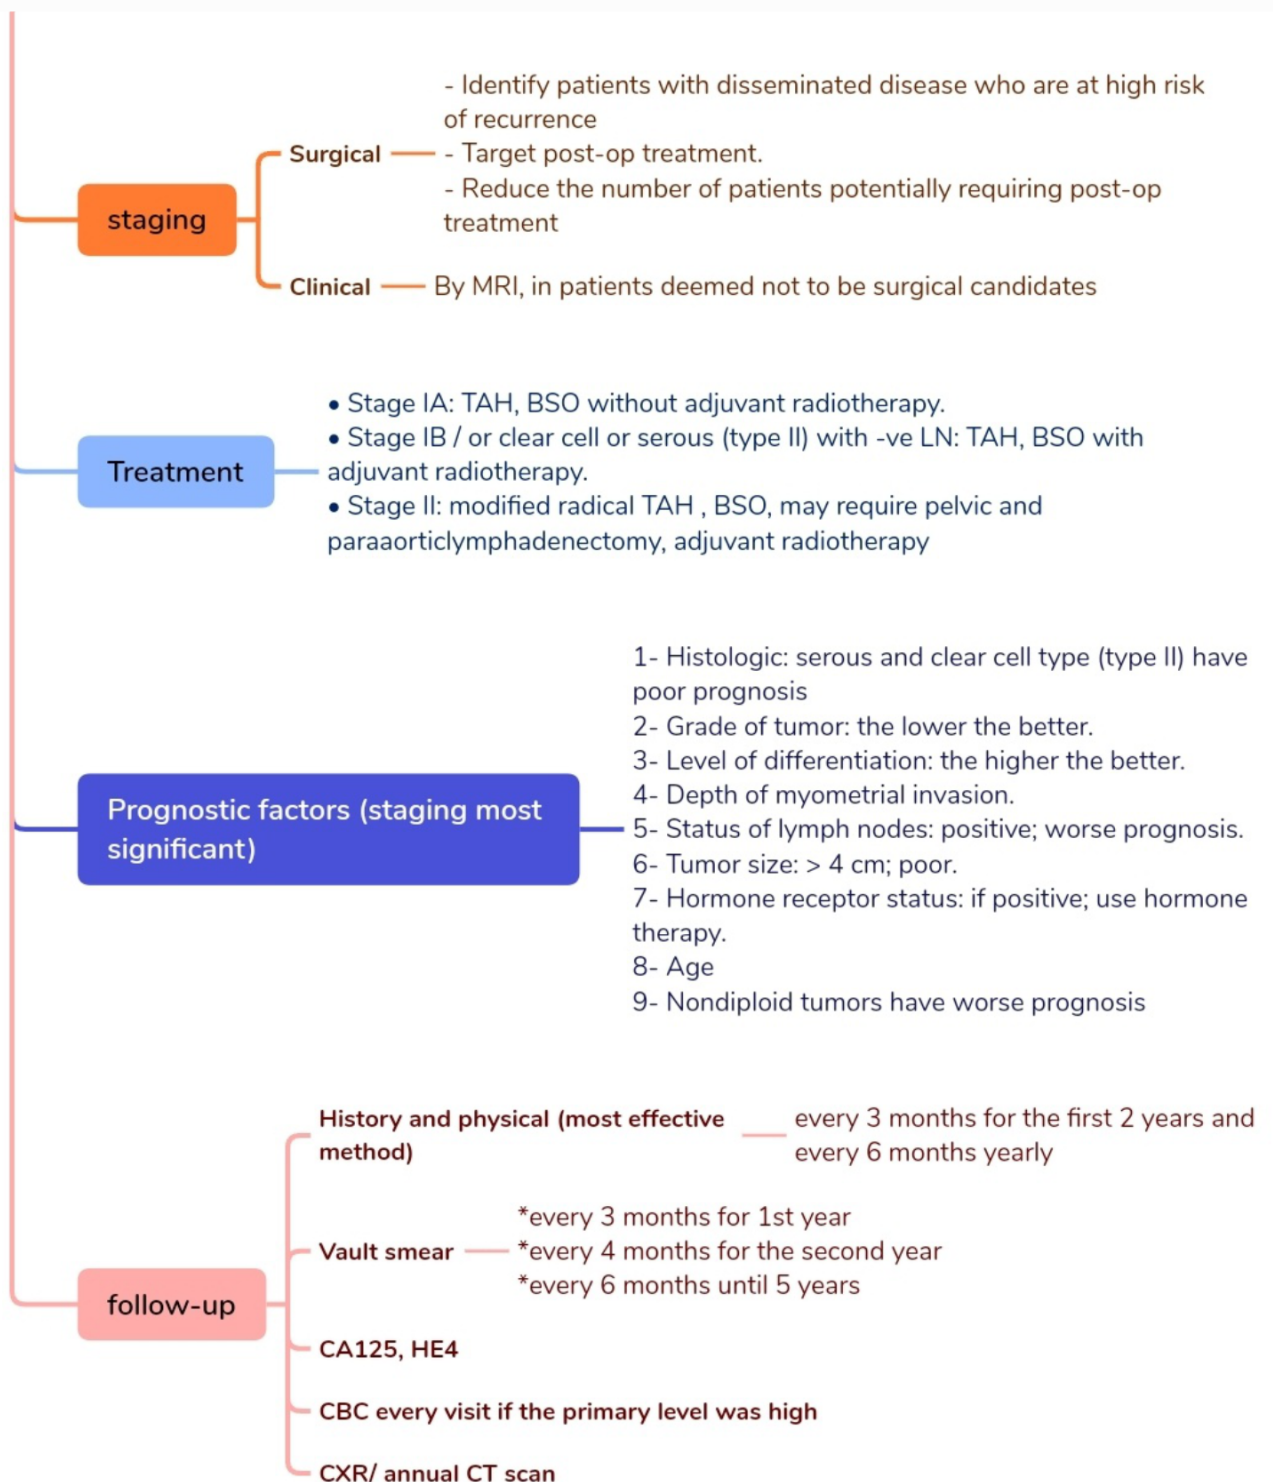 staging
Surgical
- Identify patients with disseminated disease who are at high risk
of recurrence
- Target post-op treatment.
- Reduce the number of patients potentially requiring post-op
treatment
Clinical
By MRI, in patients deemed not to be surgical candidates
Treatment
• Stage IA: TAH, BSO without adjuvant radiotherapy.
• Stage IB / or clear cell or serous (type II) with -ve LN: TAH, BSO with
adjuvant radiotherapy.
• Stage II: modified radical TAH , BSO, may require pelvic and
paraaorticlymphadenectomy, adjuvant radiotherapy
Prognostic factors (staging most
significant)
1- Histologic: serous and clear cell type (type II) have
poor prognosis
2- Grade of tumor: the lower the better.
3- Level of differentiation: the higher the better.
4- Depth of myometrial invasion.
5- Status of lymph nodes: positive; worse prognosis.
6- Tumor size: > 4 cm; poor.
7- Hormone receptor status: if positive; use hormone
therapy.
8- Age
9- Nondiploid tumors have worse prognosis
follow-up
History and physical (most effective
method)
every 3 months for the first 2 years and
every 6 months yearly
Vault smear
*every 3 months for 1st year
*every 4 months for the second year
*every 6 months until 5 years
CA125, HE4
CBC every visit if the primary level was high
CXR/ annual CT scan